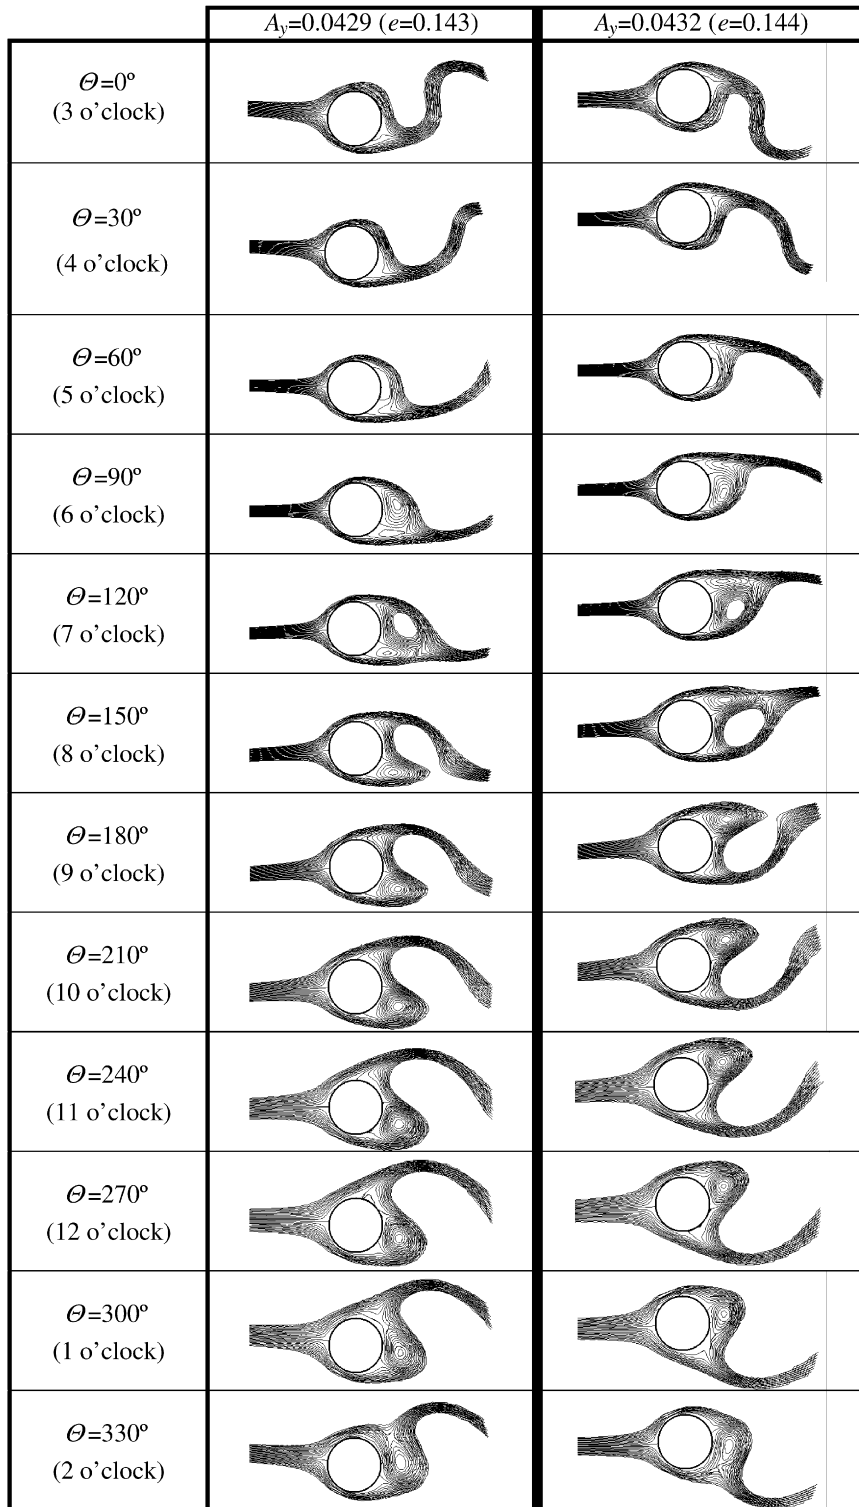 A_y=0.0429 (e=0.143) A_y=0.0432 (e=0.144)
Θ=0º
(3 o’clock)
Θ=30º
(4 o’clock)
Θ=60º
(5 o’clock)
Θ=90º
(6 o’clock)
Θ=120º
(7 o’clock)
Θ=150º
(8 o’clock)
Θ=180º
(9 o’clock)
Θ=210º
(10 o’clock)
Θ=240º
(11 o’clock)
Θ=270º
(12 o’clock)
Θ=300º
(1 o’clock)
Θ=330º
(2 o’clock)